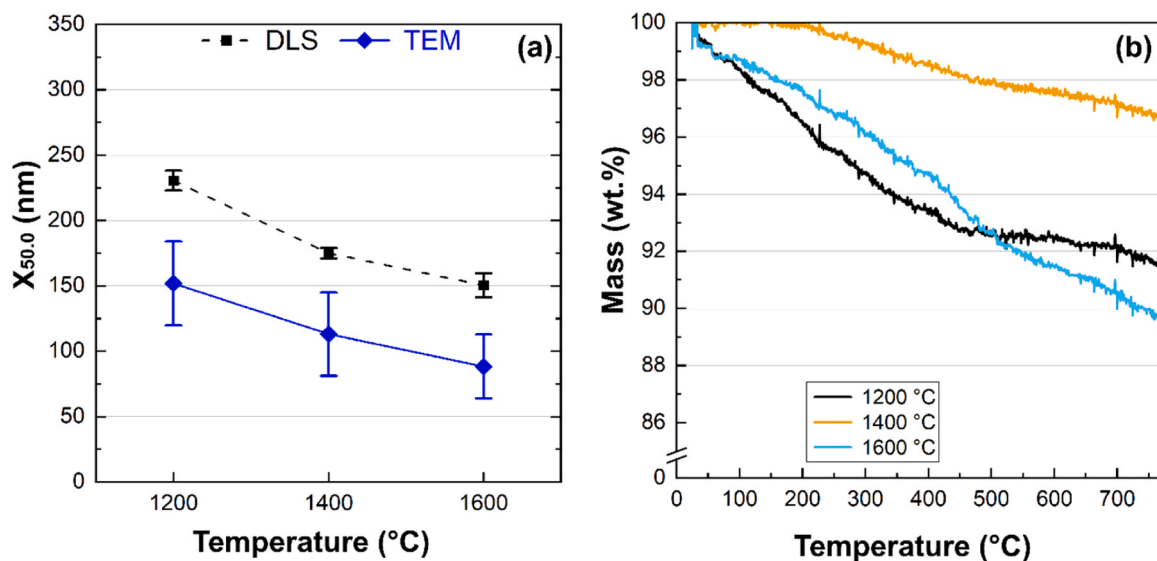 DLS TEM (a)
350
300
250
200
150
100
50
0
X50.0 (nm)
1200 1400 1600
Temperature (°C)
(b)
100
98
96
94
92
90
88
86
0
Mass (wt.%)
1200 °C
1400 °C
1600 °C
0 100 200 300 400 500 600 700
Temperature (°C)